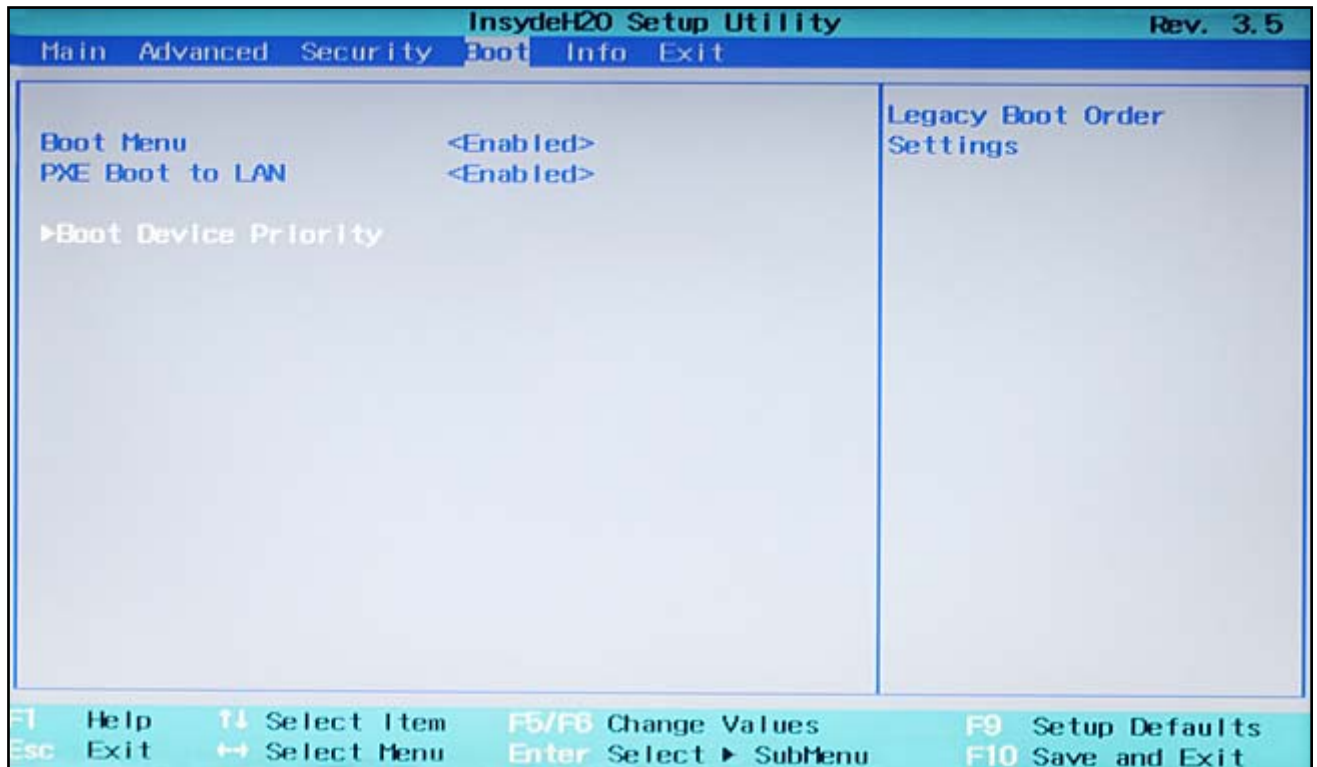 InsydeH20 Setup Utility Rev. 3.5
Main Advanced Security Boot Info Exit
Boot Menu <Enabled>
PXE Boot to LAN <Enabled>
▶Boot Device Priority
Legacy Boot Order
Settings
F1 Help ↑↓ Select Item F5/F6 Change Values F9 Setup Defaults
Esc Exit ↔ Select Menu Enter Select ▶ SubMenu F10 Save and Exit